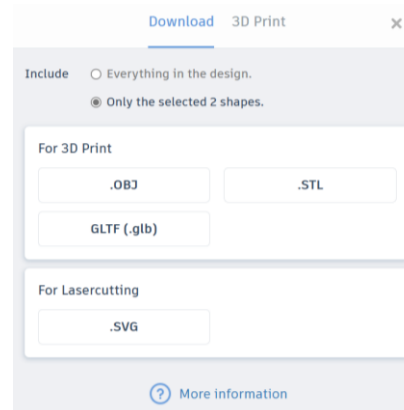 Download 3D Print ×
Include Everything in the design.
Only the selected 2 shapes.
For 3D Print
.OBJ .STL
GLTF (.glb)
For Lasercutting
.SVG
? More information